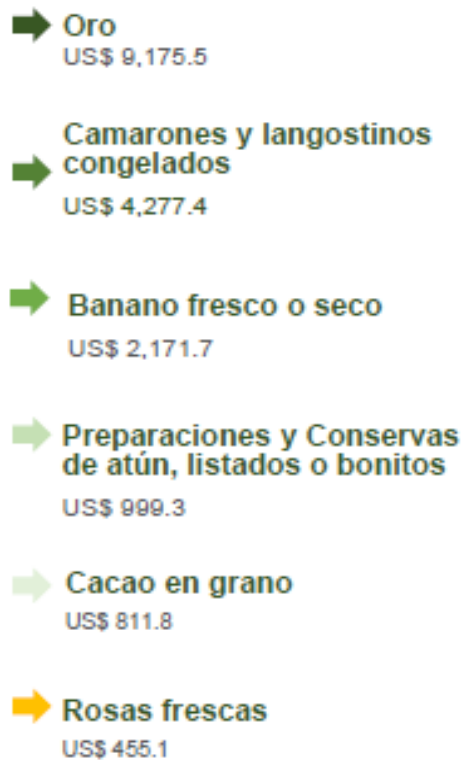 Oro
US$ 9,175.5
Camarones y langostinos
congelados
US$ 4,277.4
Banano fresco o seco
US$ 2,171.7
Preparaciones y Conservas
de atún, listados o bonitos
US$ 999.3
Cacao en grano
US$ 811.8
Rosas frescas
US$ 455.1